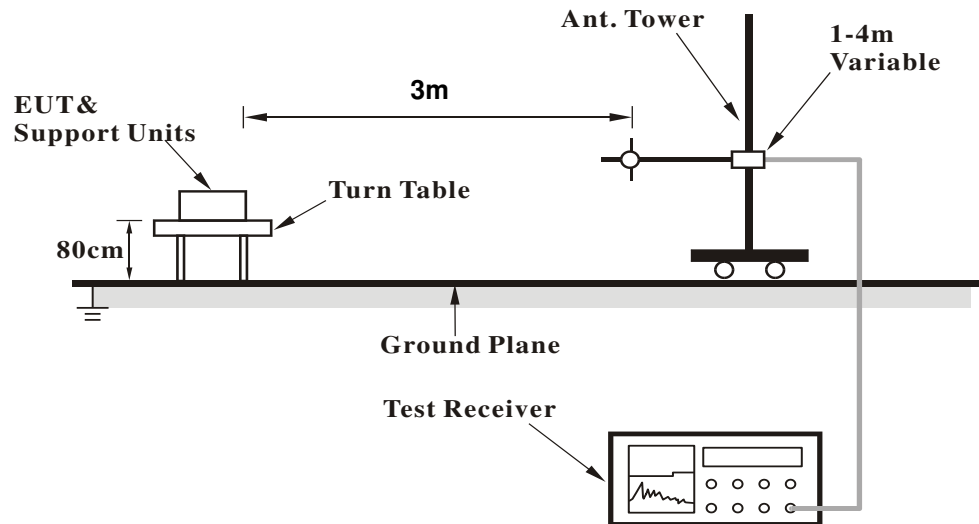 Ant. Tower
1-4m
Variable
3m
EUT&
Support Units
Turn Table
80cm
Ground Plane
Test Receiver